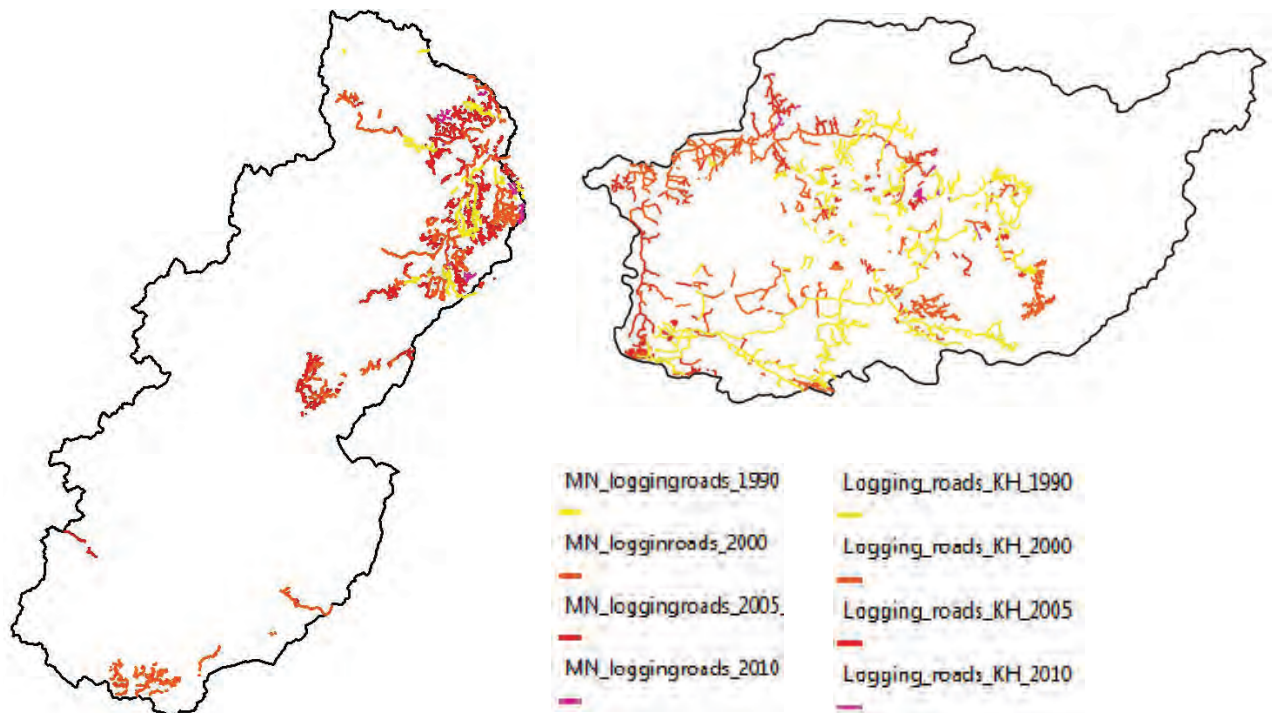 MN_loggingroads_1990
MN_logginroads_2000
MN_loggingroads_2005_
MN_loggingroads_2010
Logging_roads_KH_1990
Logging_roads_KH_2000
Logging_roads_KH_2005
Logging_roads_KH_2010